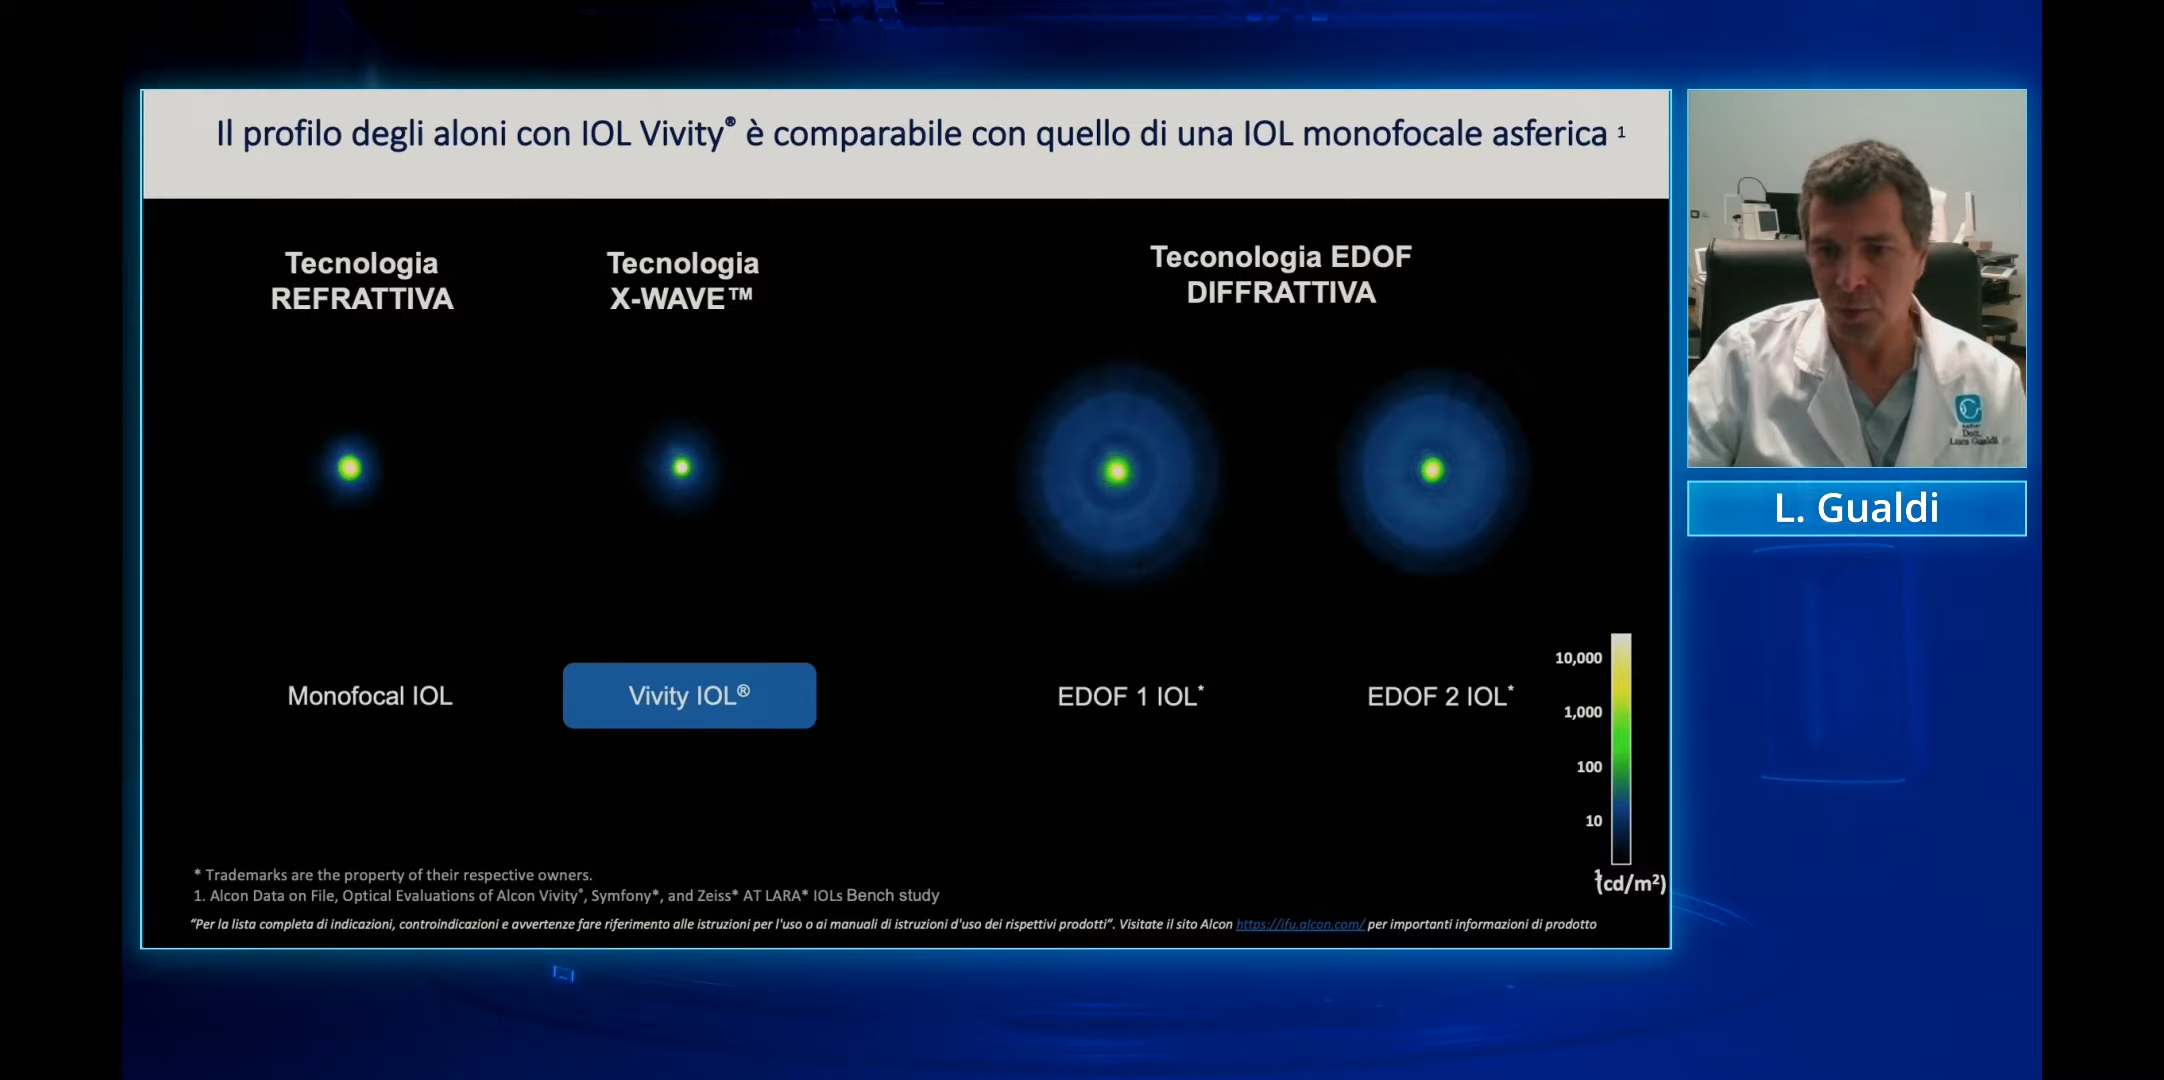 Il profilo degli aloni con IOL Vivity® è comparabile con quello di una IOL monofocale asferica 1
Tecnologia
REFRATTIVA
Tecnologia
X-WAVE™
Teconologia EDOF
DIFFRATTIVA
Monofocal IOL
Vivity IOL®
EDOF 1 IOL*
EDOF 2 IOL*
10,000
1,000
100
10
1
(cd/m²)
* Trademarks are the property of their respective owners.
1. Alcon Data on File, Optical Evaluations of Alcon Vivity®, Symfony*, and Zeiss* AT LARA* IOLs Bench study
“Per la lista completa di indicazioni, controindicazioni e avvertenze fare riferimento alle istruzioni per l'uso o ai manuali di istruzioni d'uso dei rispettivi prodotti”. Visitate il sito Alcon https://ifu.alcon.com/ per importanti informazioni di prodotto
Dott.
Luca Gualdi
L. Gualdi